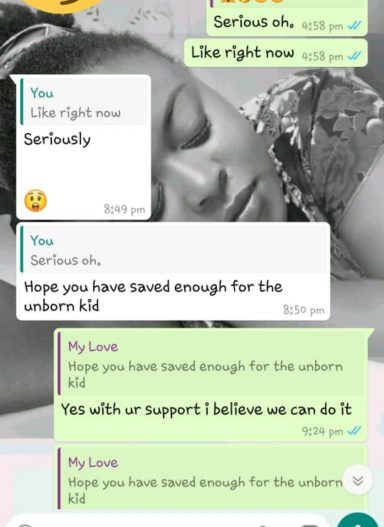 Serious oh. 4:58 pm
Like right now 4:58 pm
You
Like right now
Seriously
8:49 pm
You
Serious oh.
Hope you have saved enough for the
unborn kid
8:50 pm
My Love
Hope you have saved enough for the unborn
kid
Yes with ur support i believe we can do it
9:24 pm
My Love
Hope you have saved enough for the unborn
kid